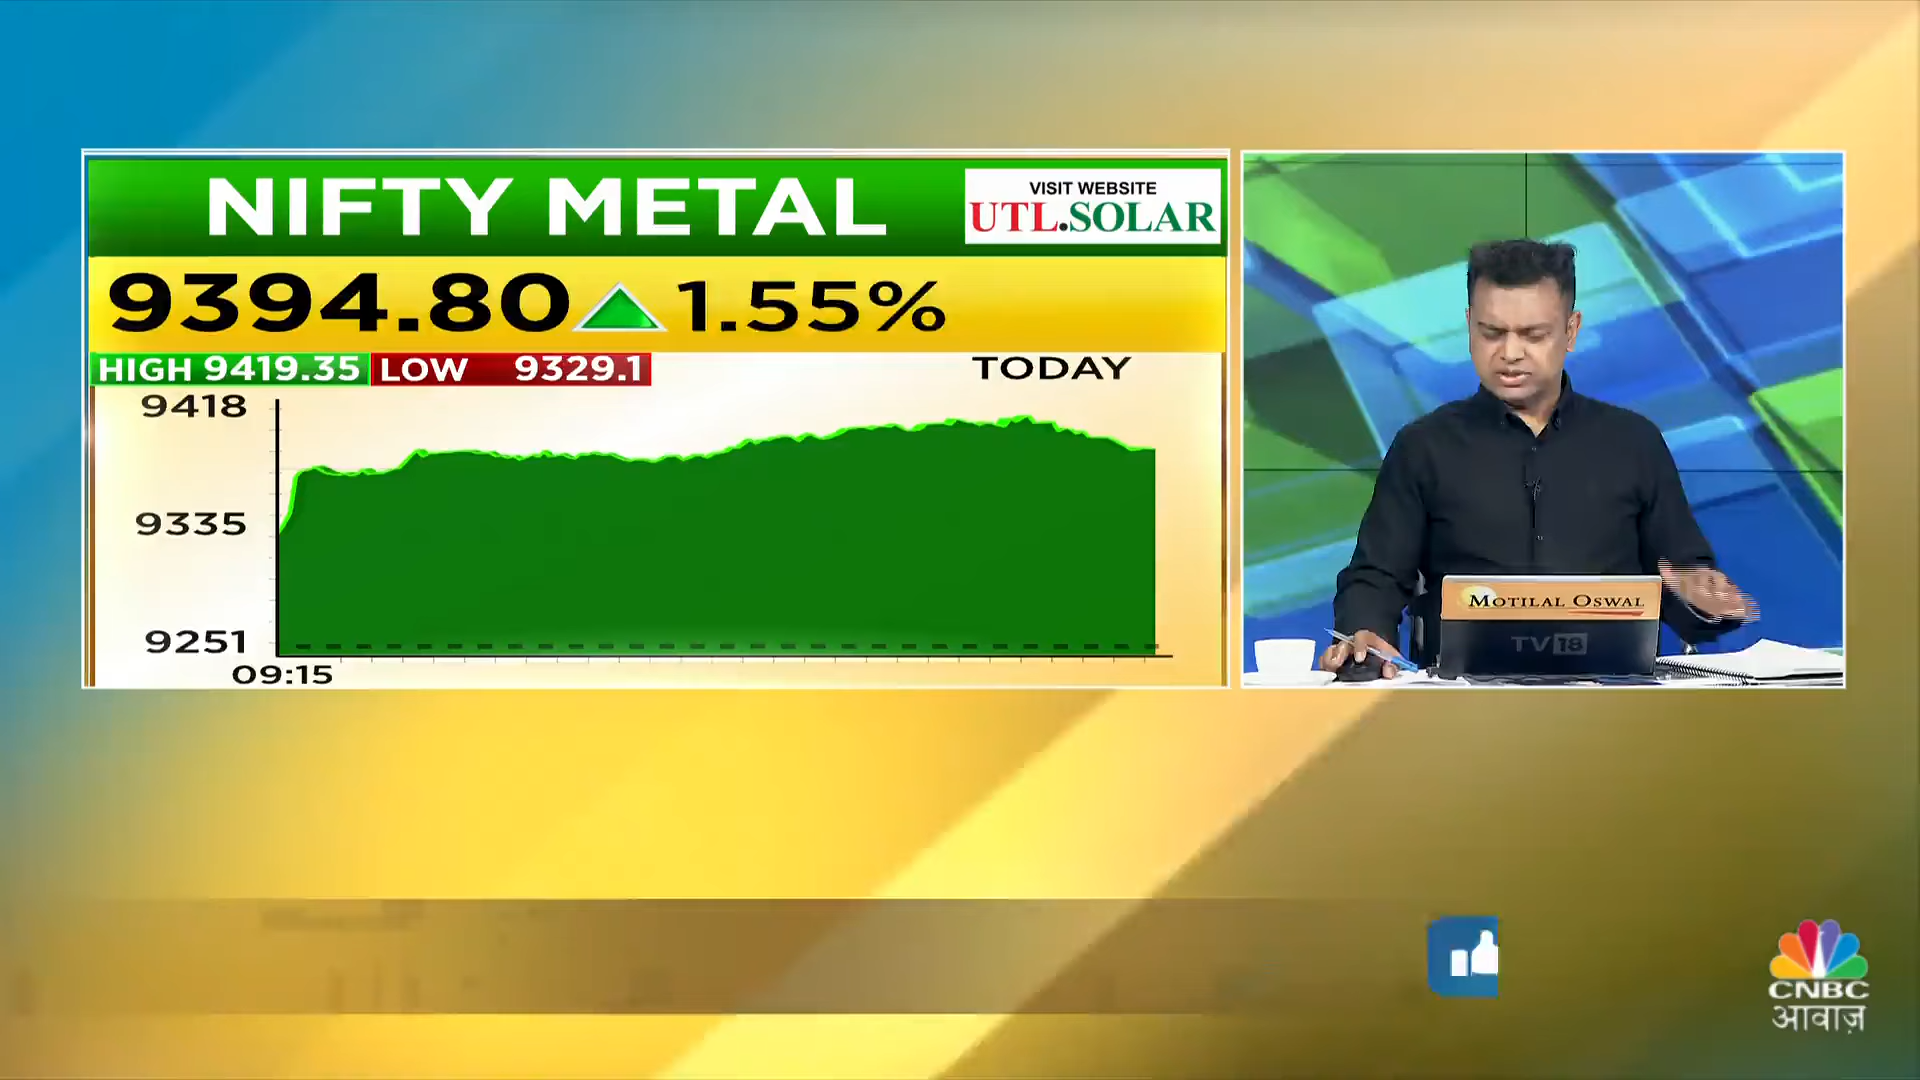 NIFTY METAL
VISIT WEBSITE
UTL.SOLAR
9394.80 1.55%
HIGH 9419.35 LOW 9329.1
TODAY
9418
9335
9251
09:15
MOTILAL OSWAL
TV18
CNBC
आवाज़